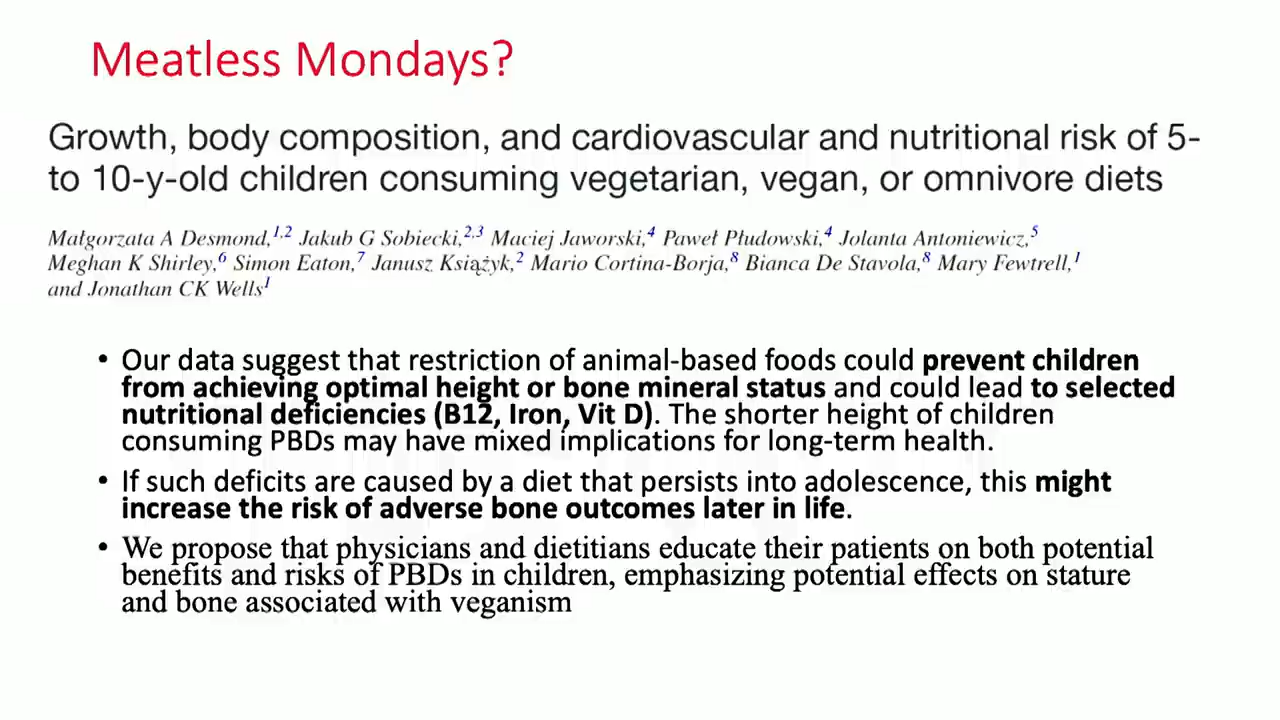 Meatless Mondays?
Growth, body composition, and cardiovascular and nutritional risk of 5-
to 10-y-old children consuming vegetarian, vegan, or omnivore diets
Małgorzata A Desmond,1,2 Jakub G Sobiecki,2,3 Maciej Jaworski,4 Paweł Płudowski,4 Jolanta Antoniewicz,5
Meghan K Shirley,6 Simon Eaton,7 Janusz Książyk,2 Mario Cortina-Borja,8 Bianca De Stavola,8 Mary Fewtrell,1
and Jonathan CK Wells1
• Our data suggest that restriction of animal-based foods could prevent children
from achieving optimal height or bone mineral status and could lead to selected
nutritional deficiencies (B12, Iron, Vit D). The shorter height of children
consuming PBDs may have mixed implications for long-term health.
• If such deficits are caused by a diet that persists into adolescence, this might
increase the risk of adverse bone outcomes later in life.
• We propose that physicians and dietitians educate their patients on both potential
benefits and risks of PBDs in children, emphasizing potential effects on stature
and bone associated with veganism